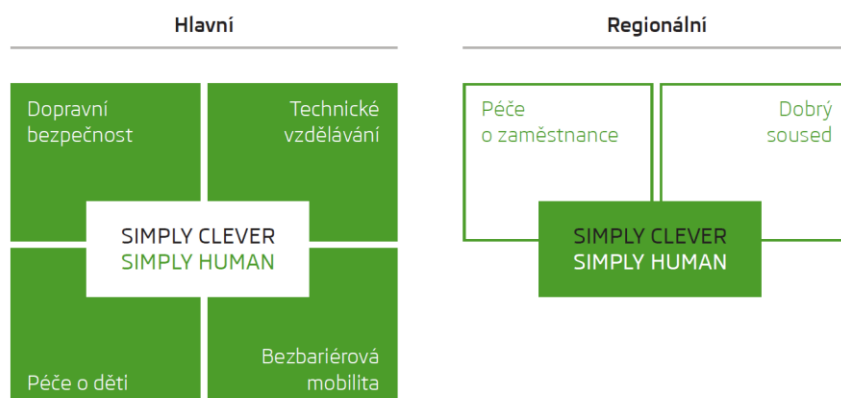 Hlavní
Regionální
Dopravní
bezpečnost
Technické
vzdělávání
SIMPLY CLEVER
SIMPLY HUMAN
Péče o děti
Bezbariérová
mobilita
Péče
o zaměstnance
Dobrý
soused
SIMPLY CLEVER
SIMPLY HUMAN